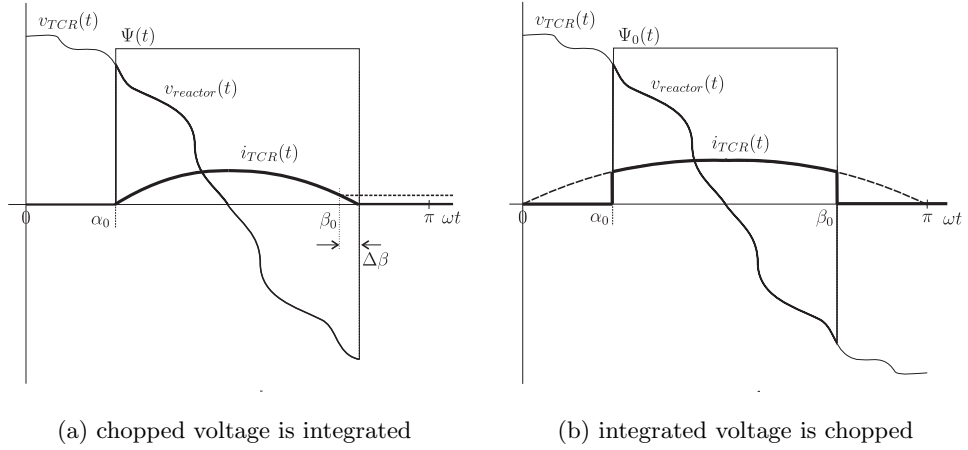 v_{TCR}(t)
Ψ(t)
v_{reactor}(t)
i_{TCR}(t)
0
α_0
β_0
π ωt
Δβ
(a) chopped voltage is integrated
v_{TCR}(t)
Ψ_0(t)
v_{reactor}(t)
i_{TCR}(t)
0
α_0
β_0
π ωt
(b) integrated voltage is chopped